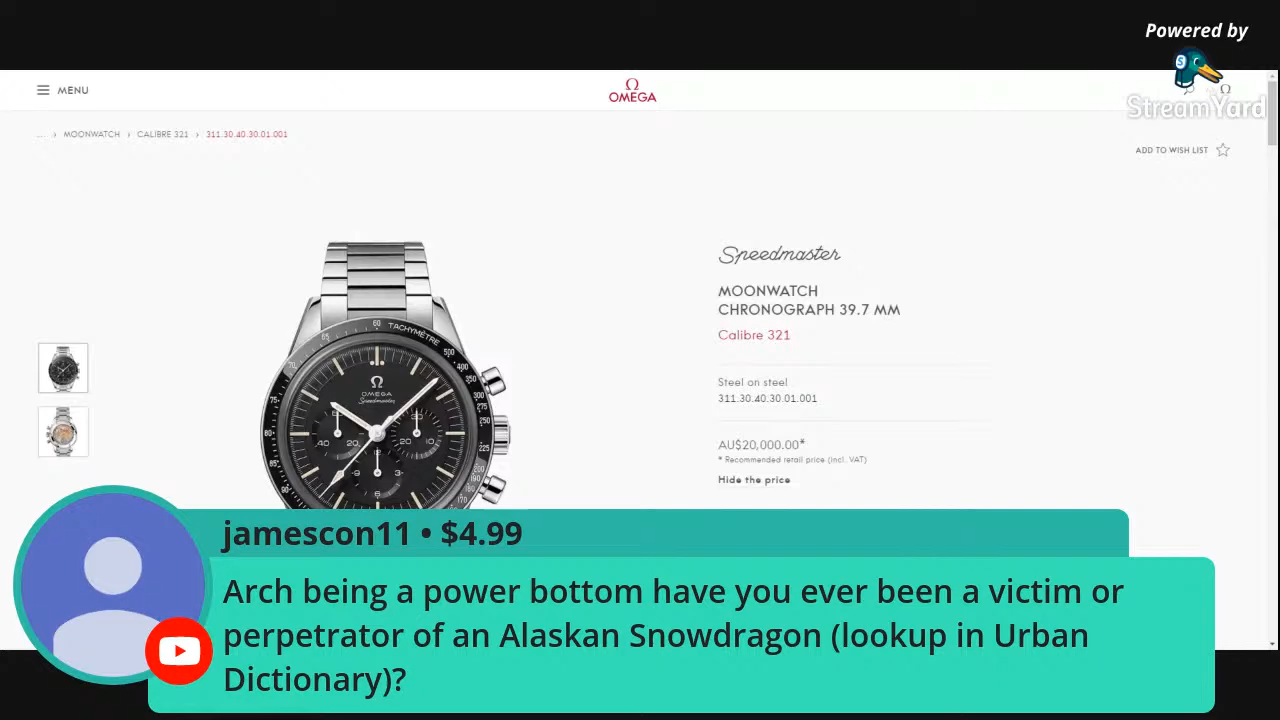 Powered by
StreamYard
MENU
OMEGA
... › MOONWATCH › CALIBRE 321 › 311.30.40.30.01.001
ADD TO WISH LIST
Speedmaster
MOONWATCH
CHRONOGRAPH 39.7 MM
Calibre 321
Steel on steel
311.30.40.30.01.001
AU$20,000.00*
* Recommended retail price (incl. VAT)
Hide the price
TACHYMÈTRE
OMEGA
Speedmaster
jamescon11 • $4.99
Arch being a power bottom have you ever been a victim or
perpetrator of an Alaskan Snowdragon (lookup in Urban
Dictionary)?